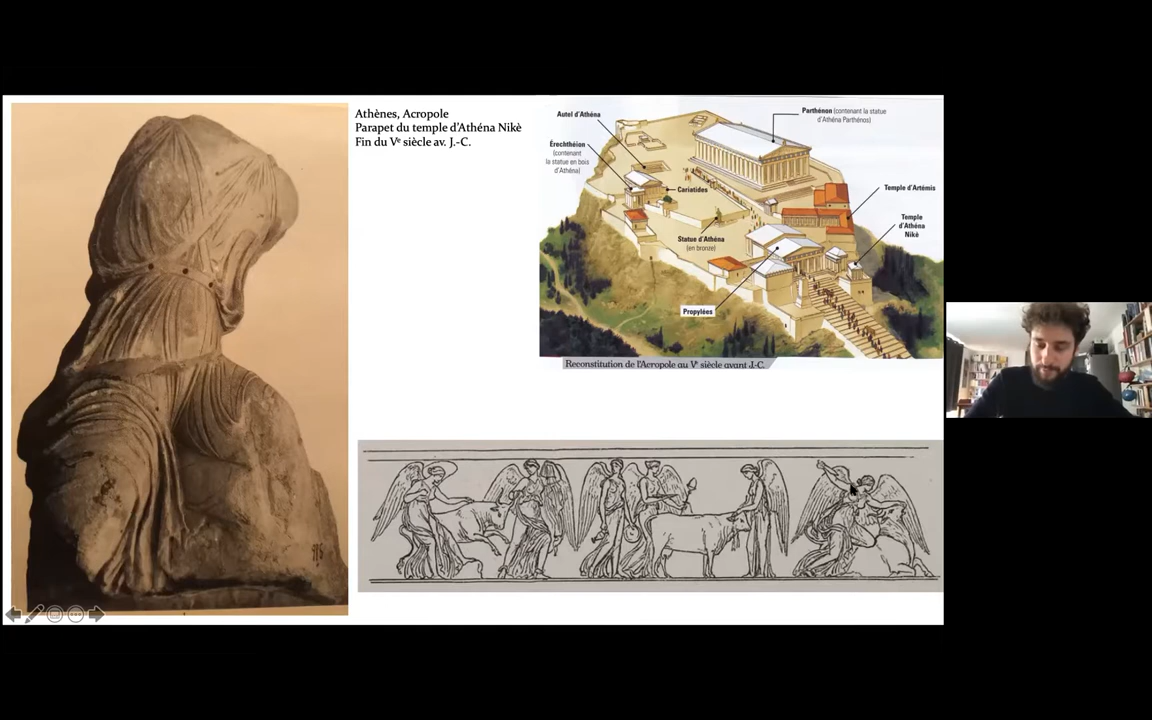 Athènes, Acropole
Parapet du temple d'Athéna Nikè
Fin du Vᵉ siècle av. J.-C.
Autel d'Athéna
Parthénon (contenant la statue
d'Athéna Parthénos)
Érechthéion
(contenant
la statue en bois
d'Athéna)
Cariatides
Temple d'Artémis
Temple
d'Athéna
Nikè
Statue d'Athéna
(en bronze)
Propylées
Reconstitution de l'Acropole au Vᵉ siècle avant J.-C.